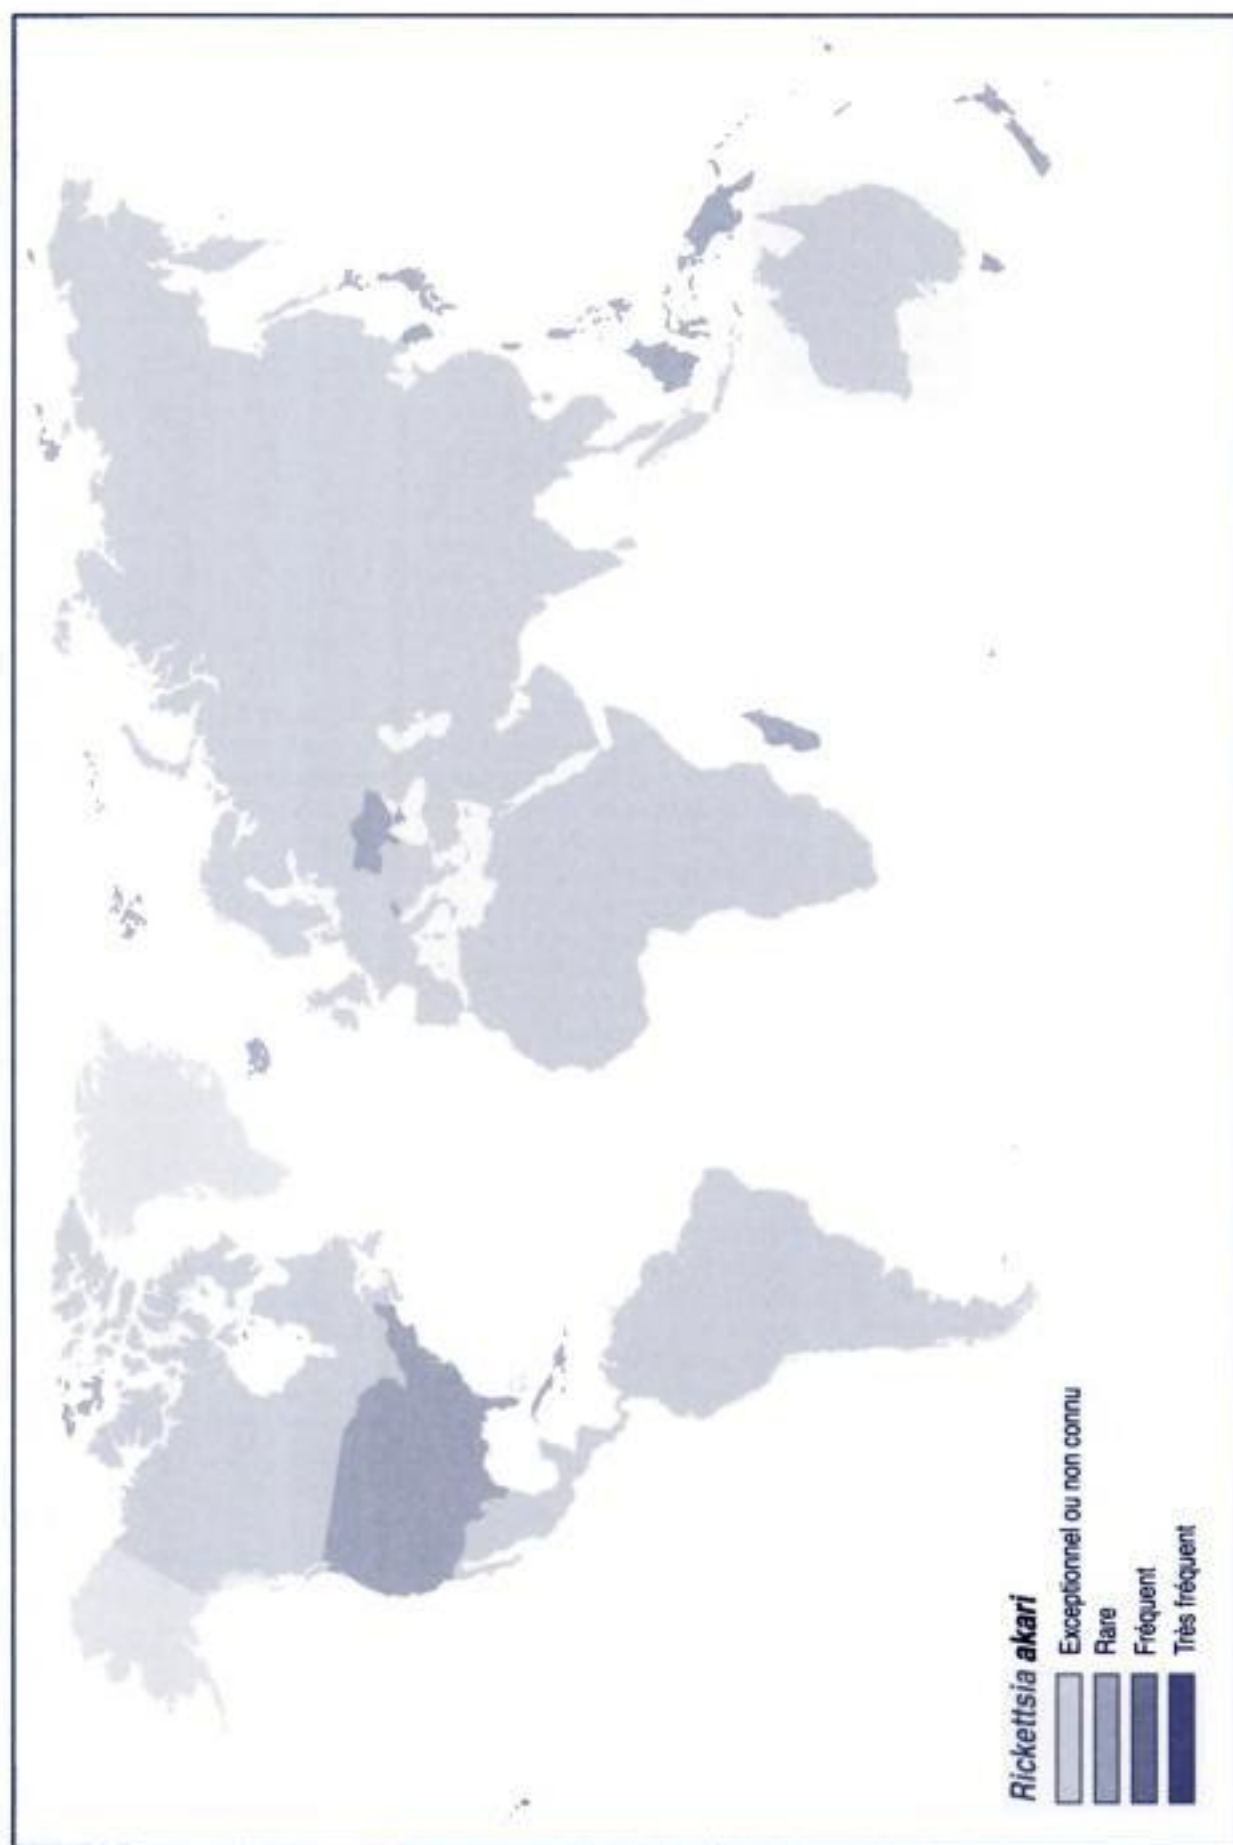 Rickettsia akari
Exceptionnel ou non connu
Rare
Fréquent
Très fréquent